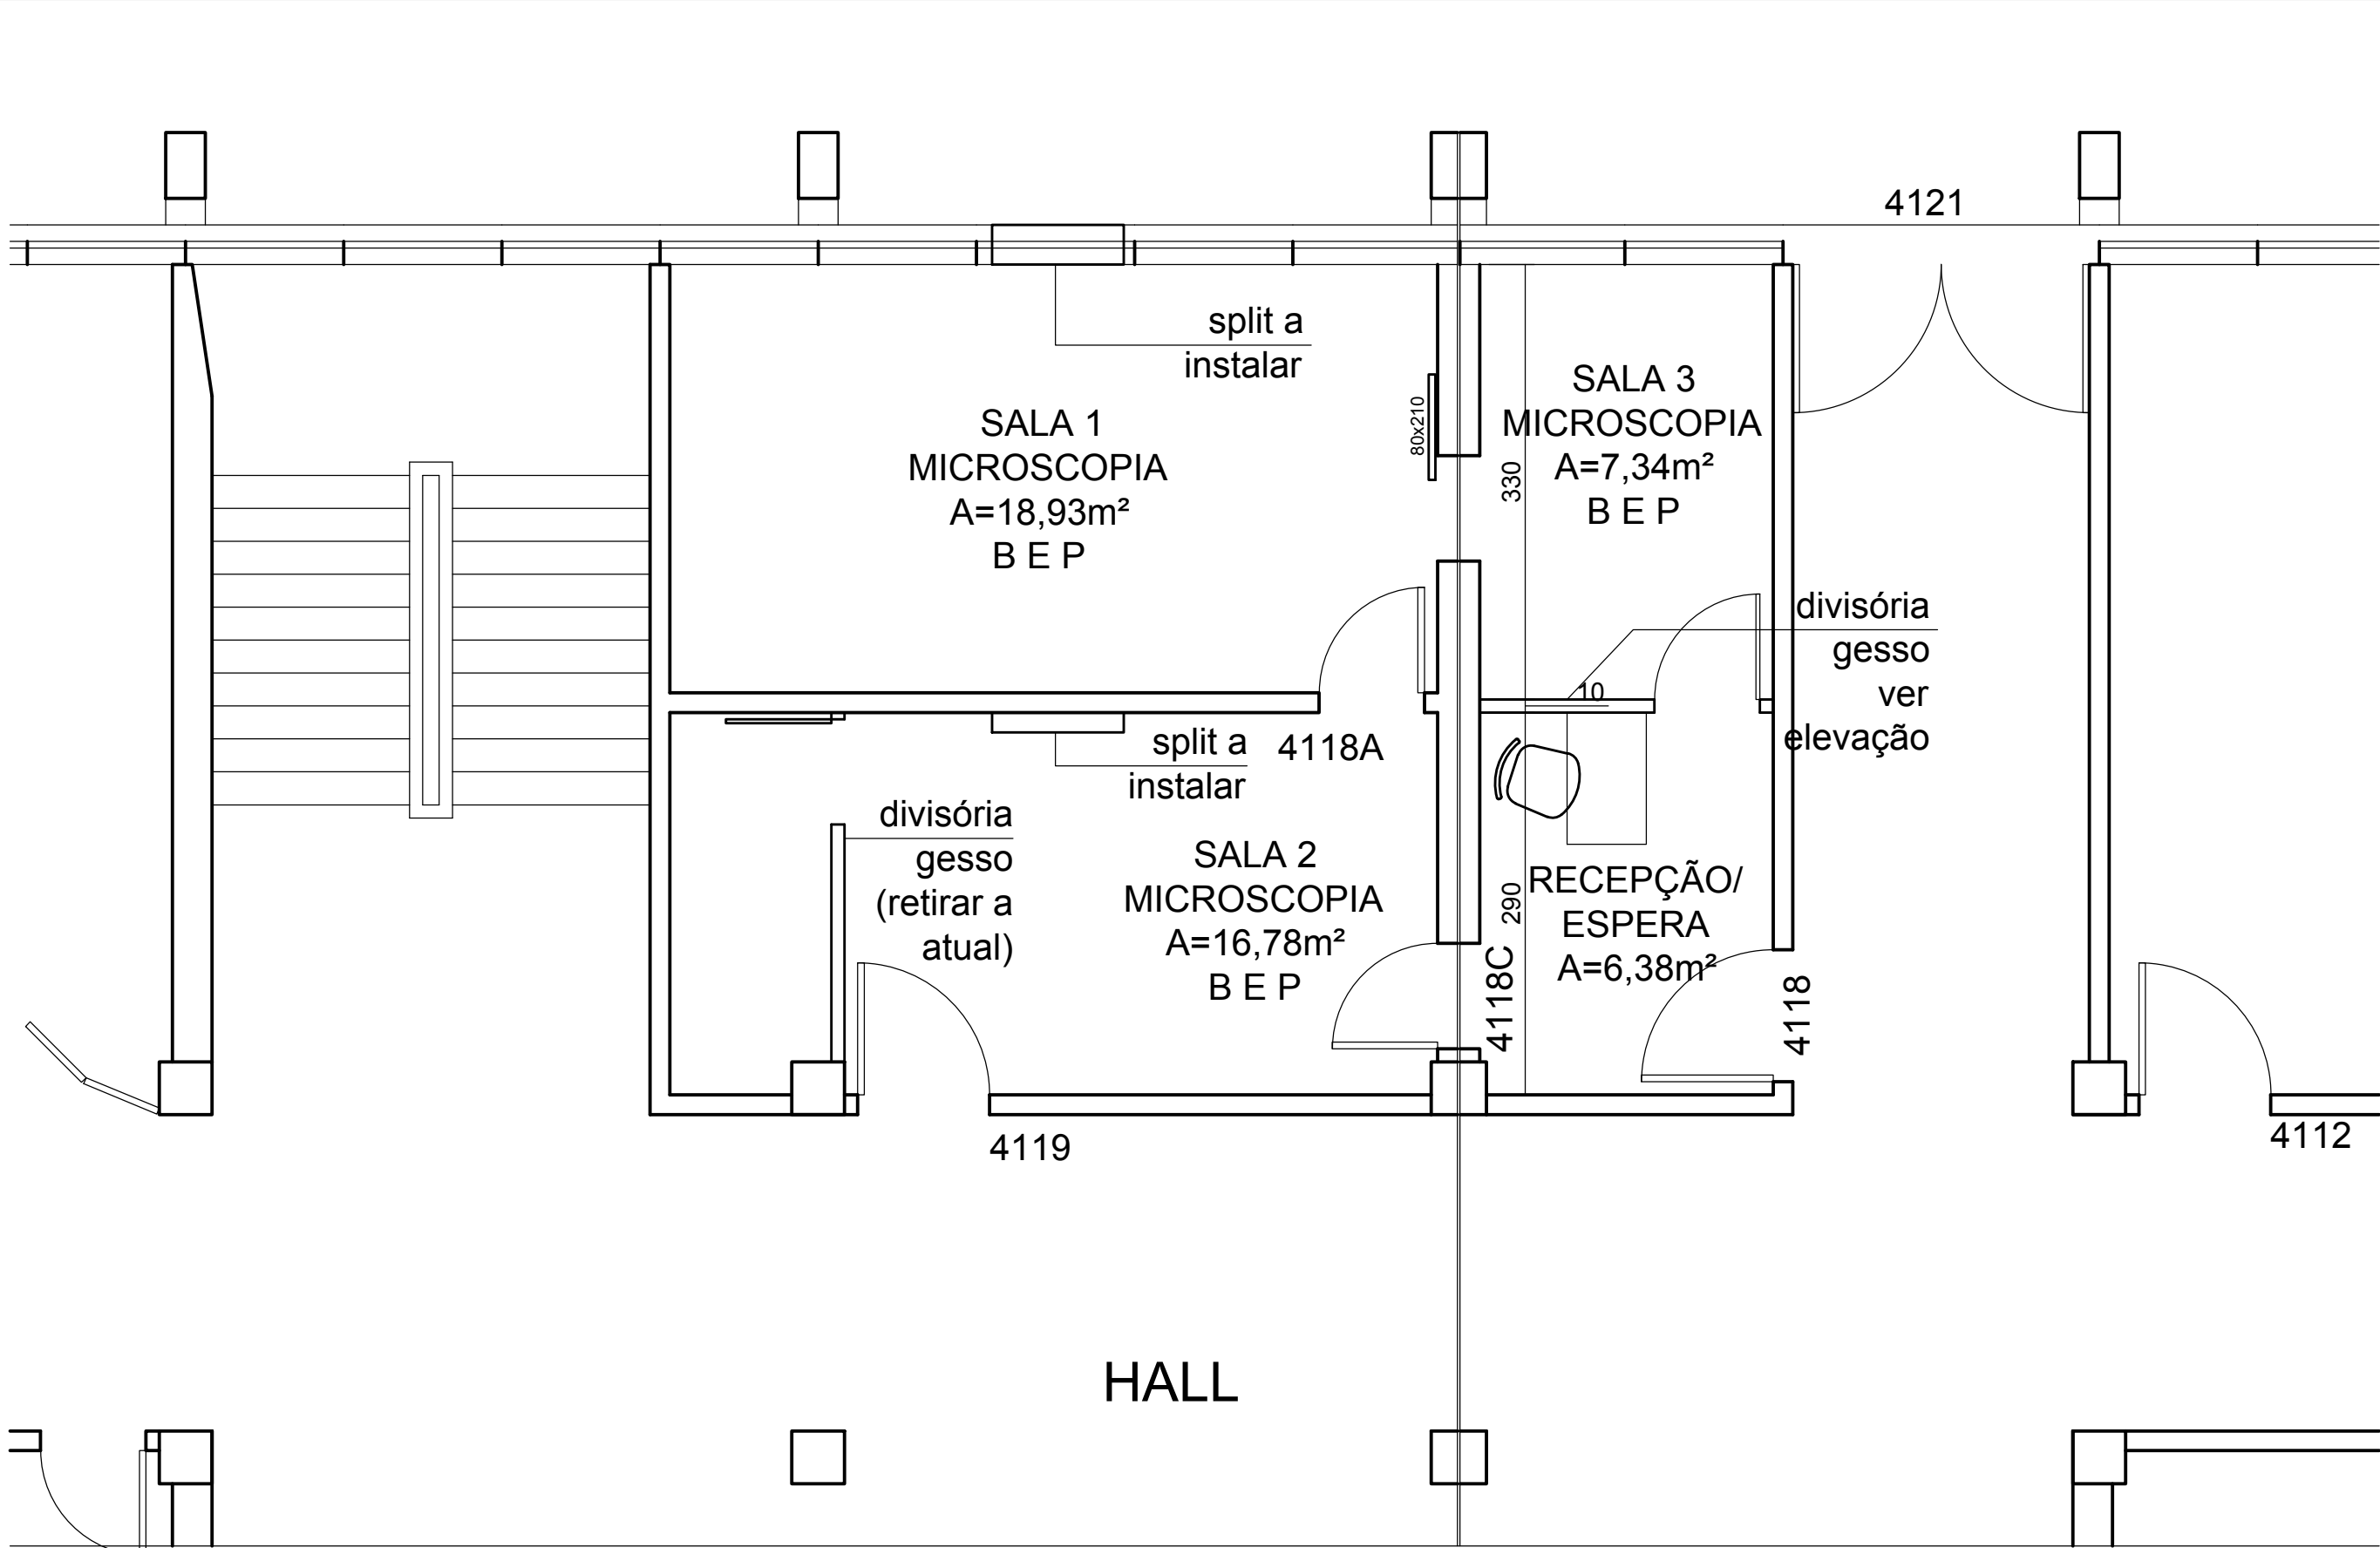 4121
split a
instalar
SALA 1
MICROSCOPIA
A=18,93m²
B E P
80x210
330
SALA 3
MICROSCOPIA
A=7,34m²
B E P
divisória
gesso
ver
elevação
10
split a
instalar
4118A
divisória
gesso
(retirar a
atual)
SALA 2
MICROSCOPIA
A=16,78m²
B E P
290
4118C
RECEPÇÃO/
ESPERA
A=6,38m²
4118
4119
4112
HALL